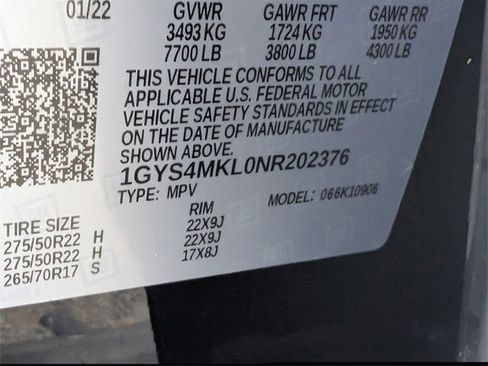 01/22 GVWR GAWR FRT GAWR RR
3493 KG 1724 KG 1950 KG
7700 LB 3800 LB 4300 LB
THIS VEHICLE CONFORMS TO ALL
APPLICABLE U.S. FEDERAL MOTOR
VEHICLE SAFETY STANDARDS IN EFFECT
ON THE DATE OF MANUFACTURE
SHOWN ABOVE.
1GYS4MKL0NR202376
TYPE: MPV MODEL: 066K10906
TIRE SIZE RIM
275/50R22 H 22X9J
275/50R22 H 22X9J
265/70R17 S 17X8J